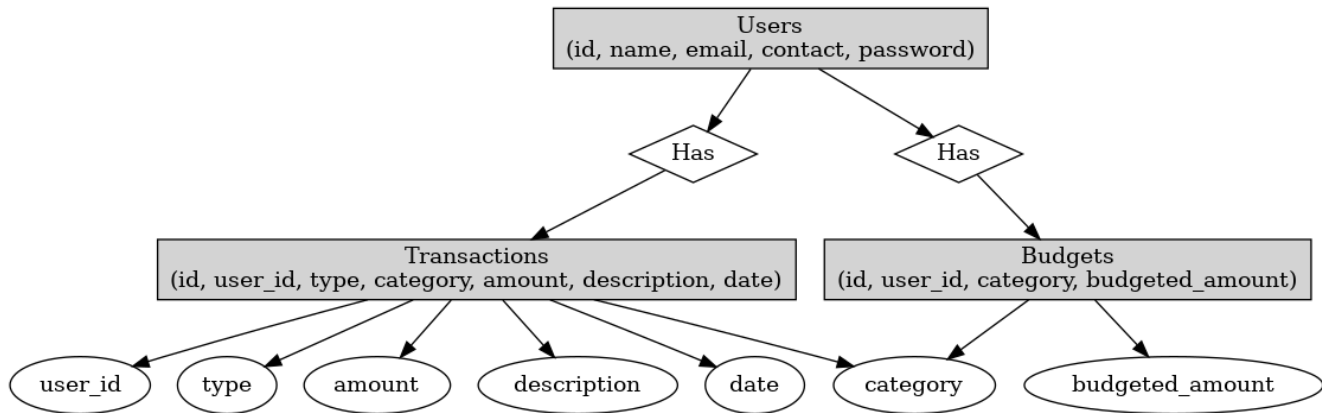 Users
(id, name, email, contact, password)
Has
Has
Transactions
(id, user_id, type, category, amount, description, date)
Budgets
(id, user_id, category, budgeted_amount)
user_id
type
amount
description
date
category
budgeted_amount